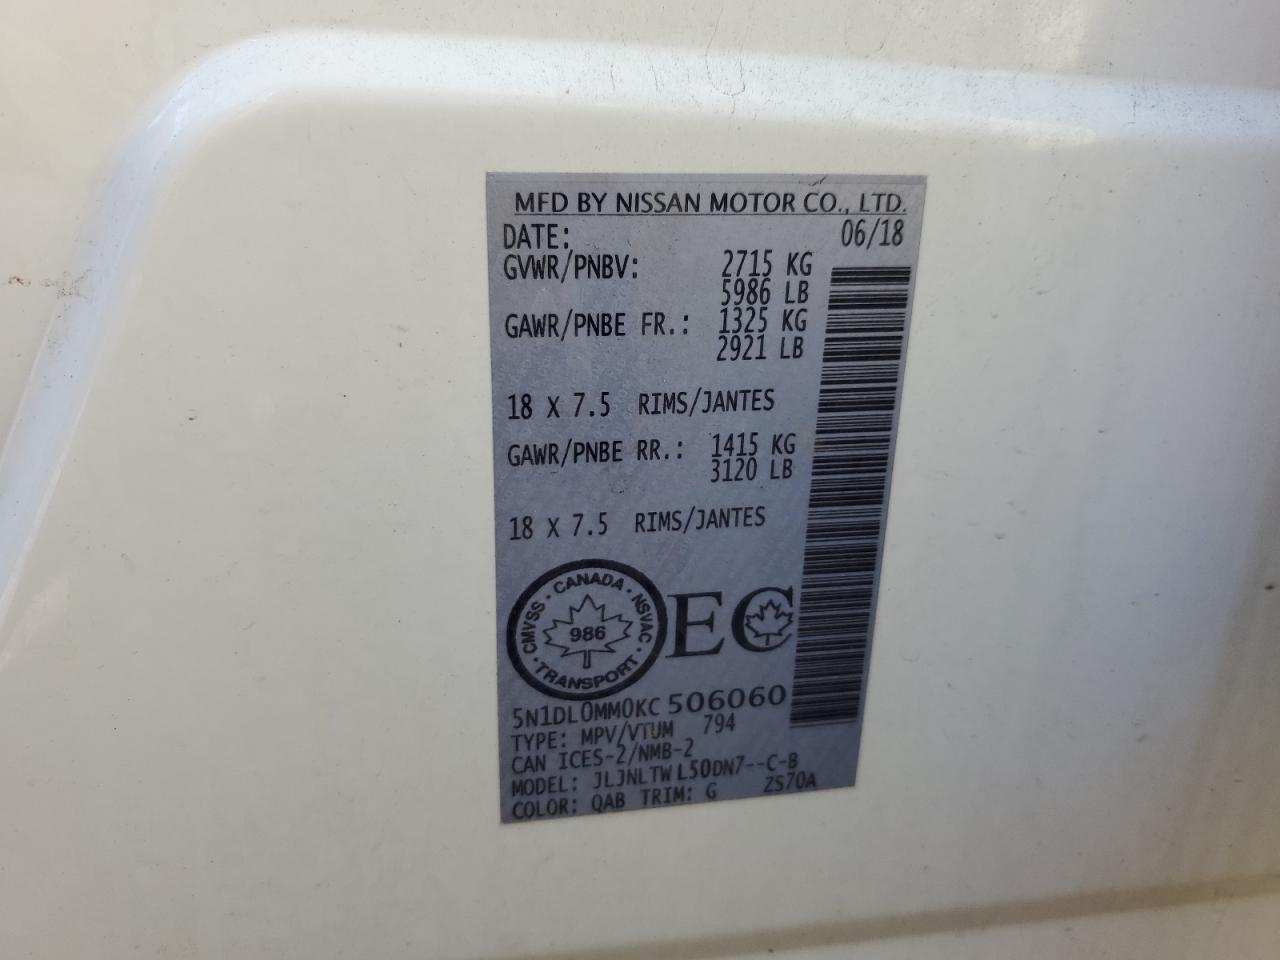 MFD BY NISSAN MOTOR CO., LTD.
DATE: 06/18
GVWR/PNBV: 2715 KG
5986 LB
GAWR/PNBE FR.: 1325 KG
2921 LB
18 X 7.5 RIMS/JANTES
GAWR/PNBE RR.: 1415 KG
3120 LB
18 X 7.5 RIMS/JANTES
CMVSS · CANADA · NSVAC · TRANSPORT ·
986
EC
5N1DL0MM0KC506060
TYPE: MPV/VTUM 794
CAN ICES-2/NMB-2
MODEL: JLJNLTWL50DN7--C-B
COLOR: QAB TRIM: G ZS70A